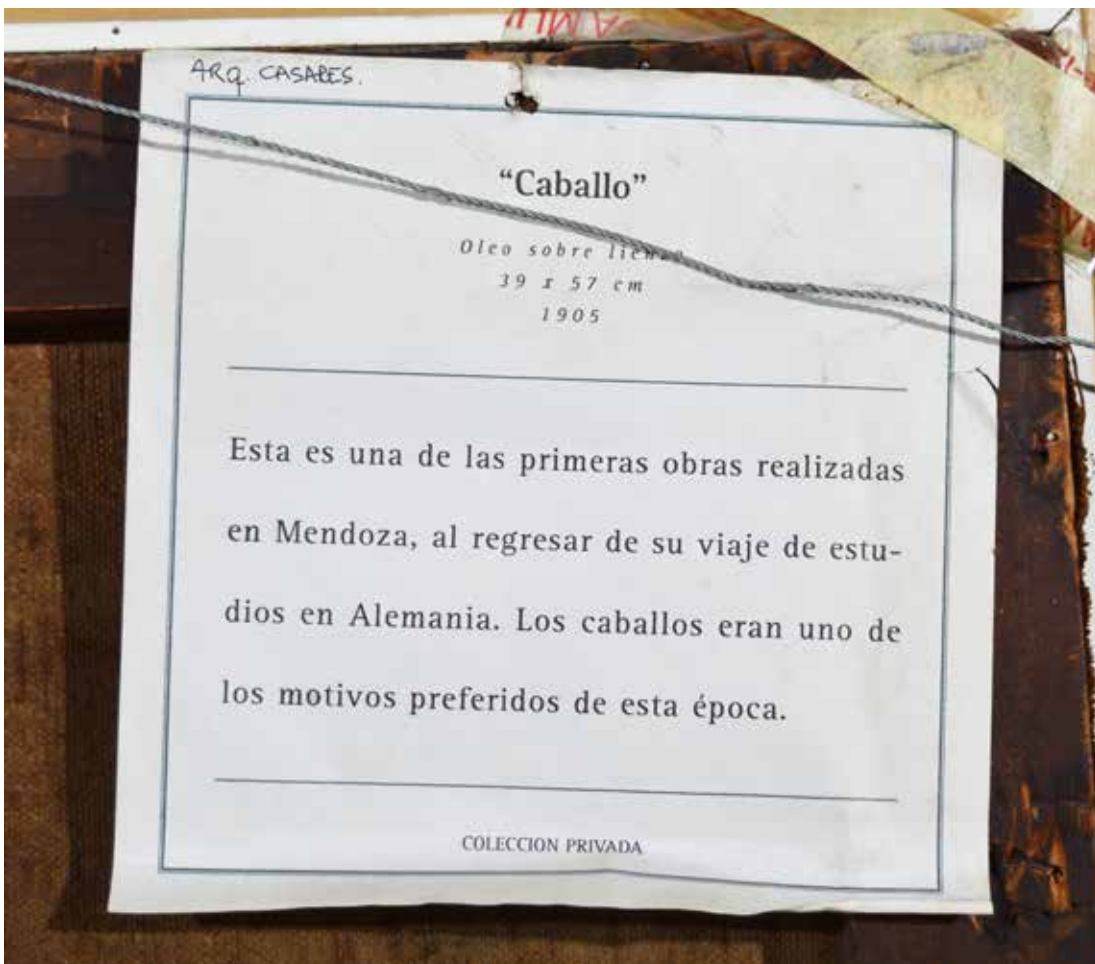 ARQ. CASARES.
“Caballo”
Oleo sobre lienzo
39 x 57 cm
1905
Esta es una de las primeras obras realizadas
en Mendoza, al regresar de su viaje de estu-
dios en Alemania. Los caballos eran uno de
los motivos preferidos de esta época.
COLECCION PRIVADA